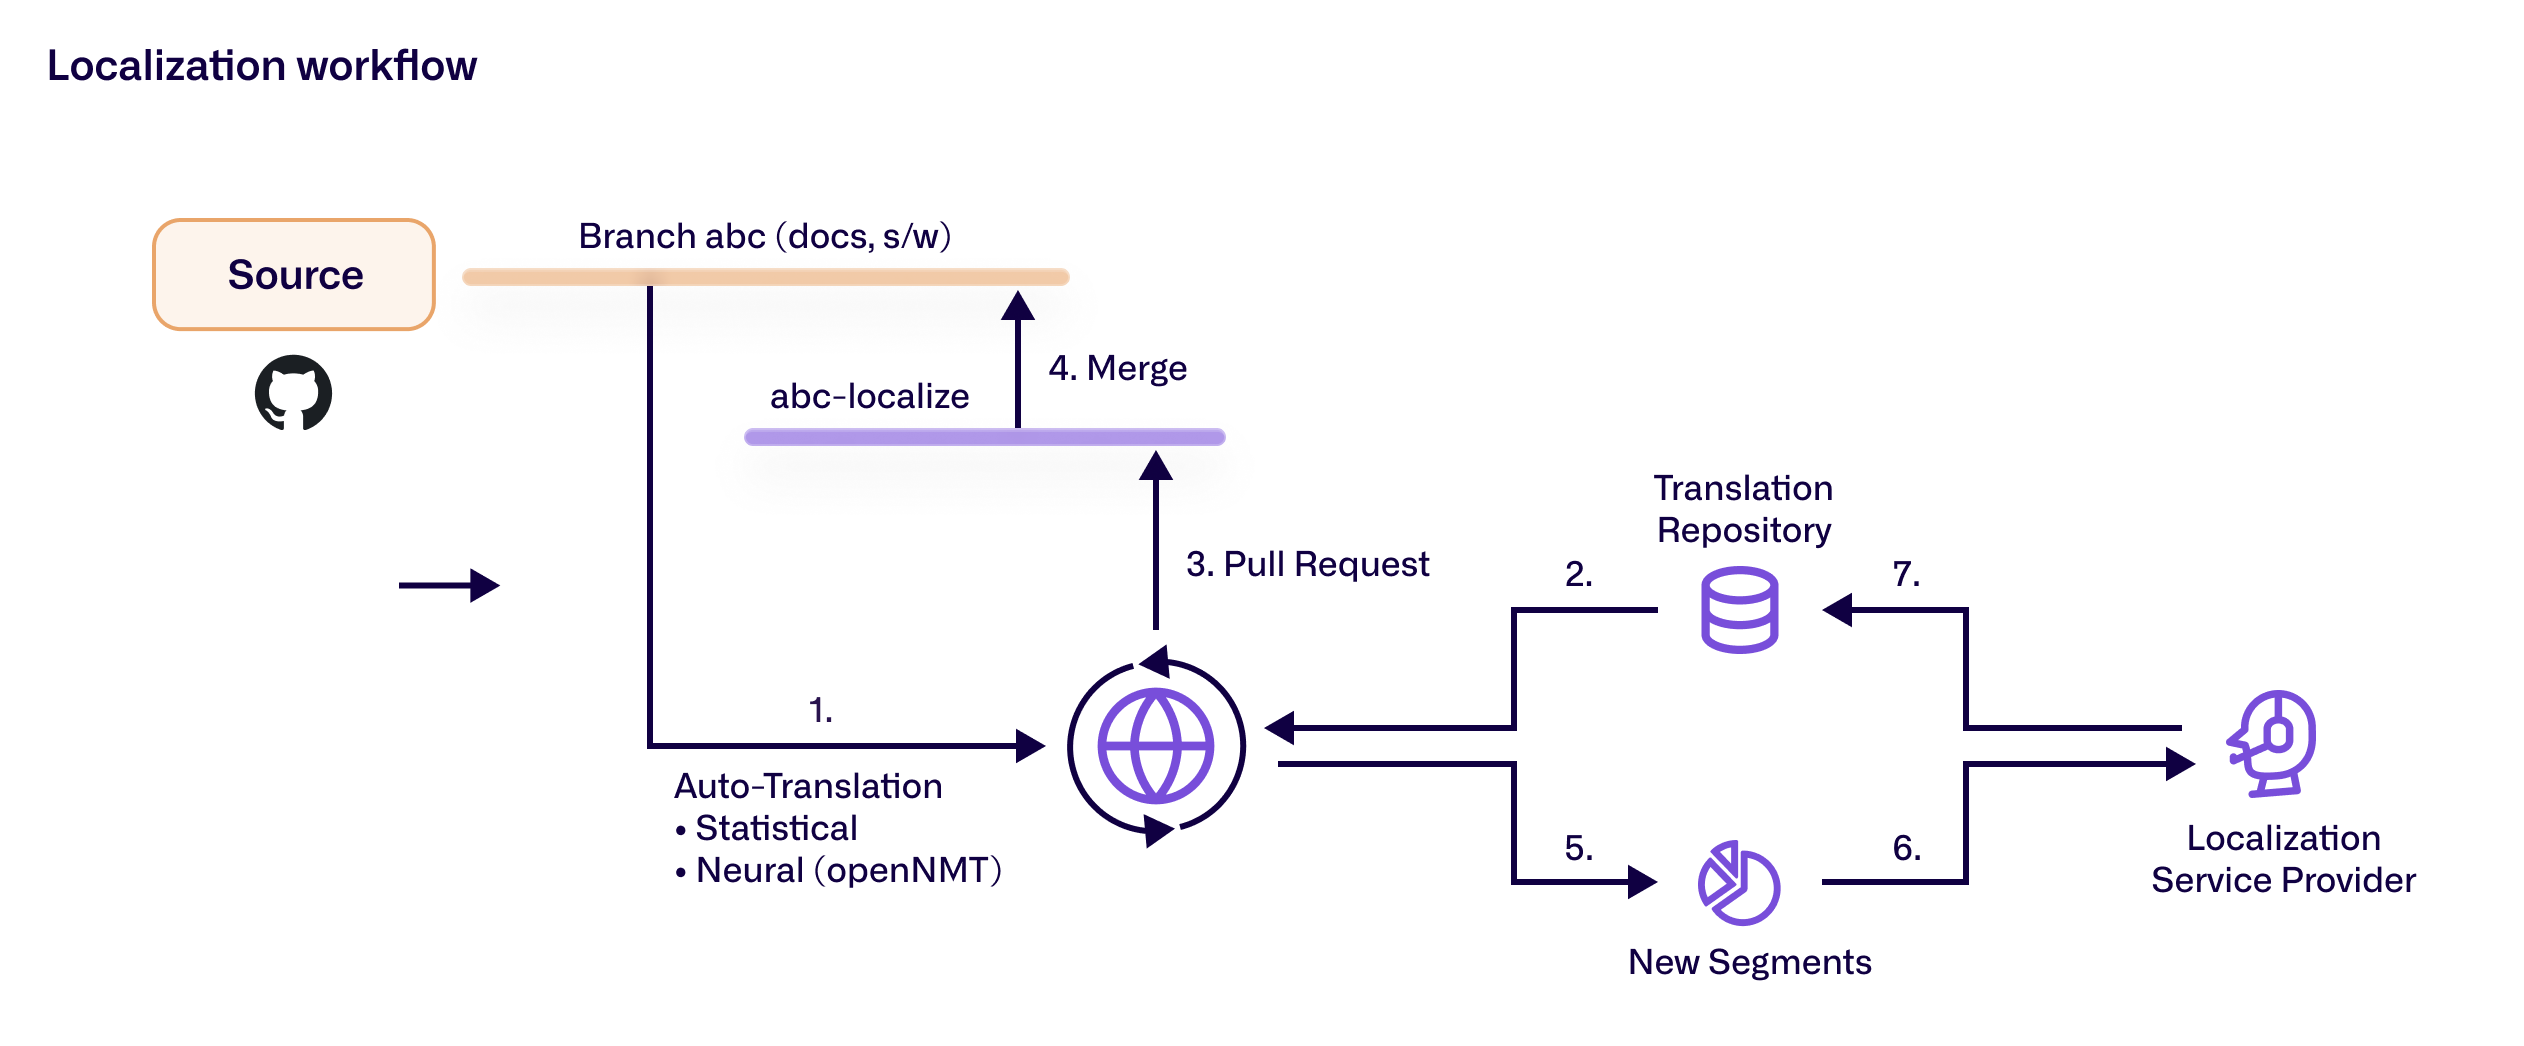 Localization workflow
Source
Branch abc (docs, s/w)
abc-localize
4. Merge
3. Pull Request
1.
Auto-Translation
• Statistical
• Neural (openNMT)
Translation
Repository
2.
7.
5.
6.
New Segments
Localization
Service Provider